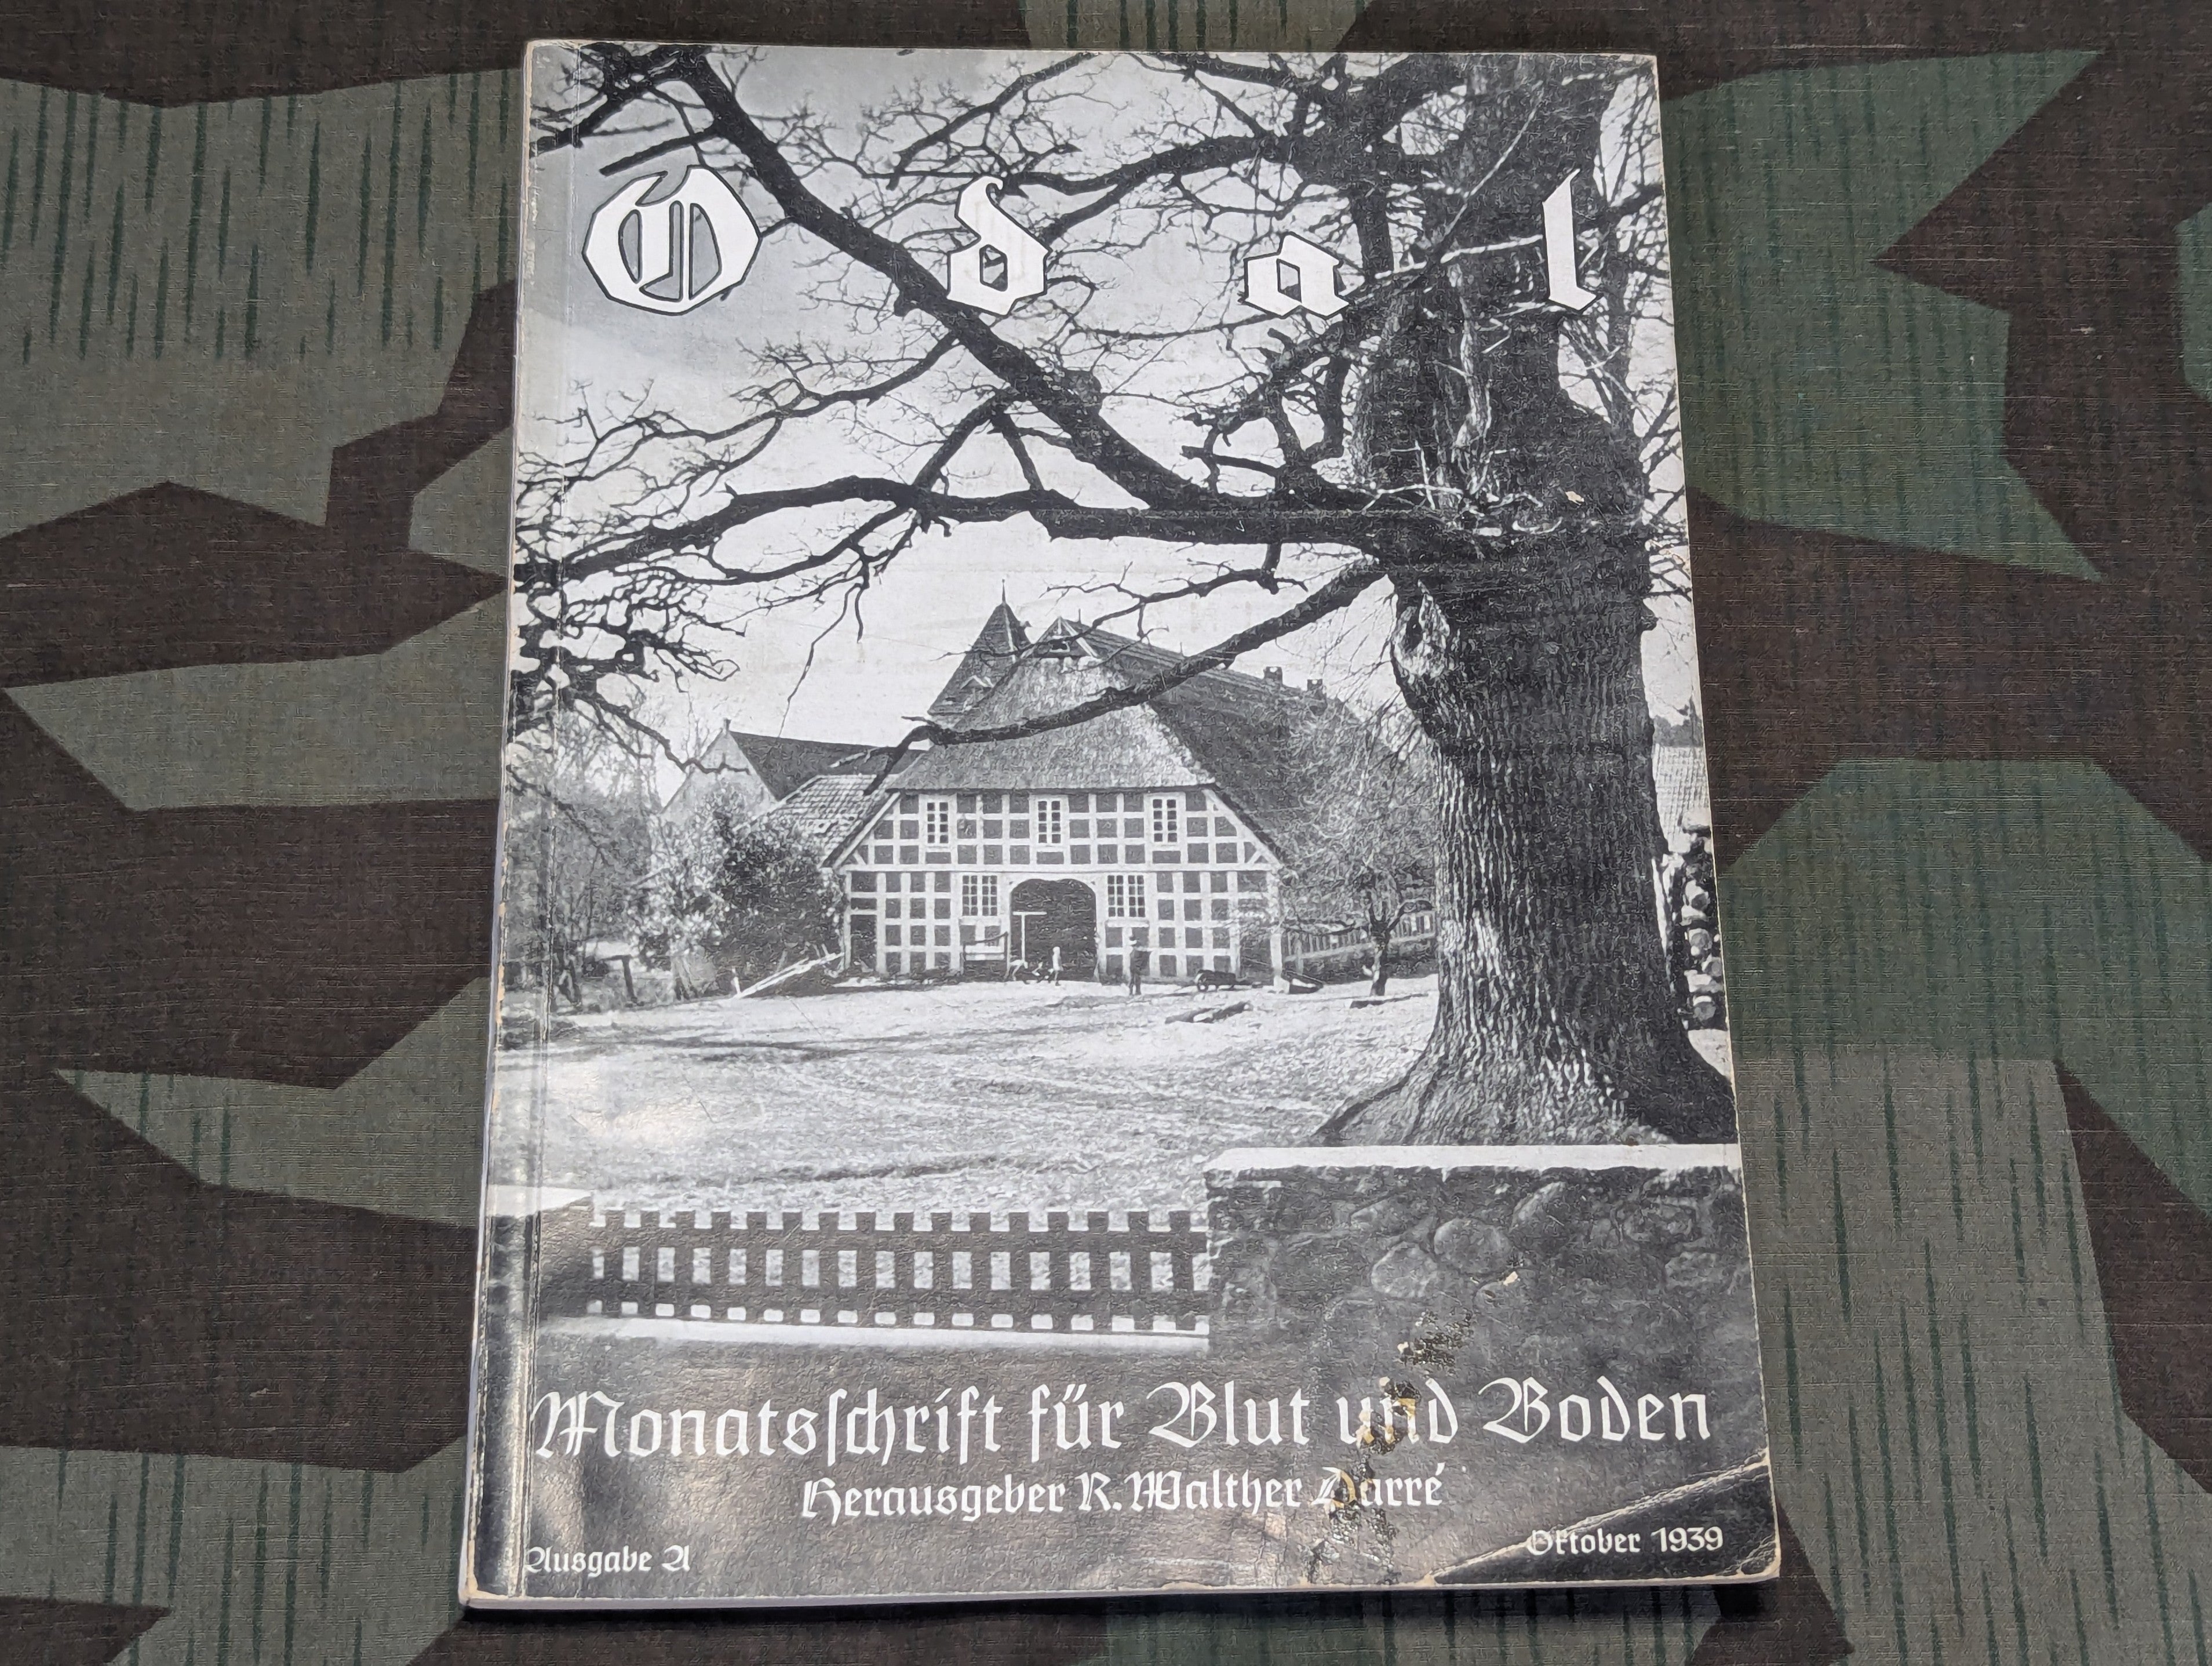 Odal
Monatsschrift für Blut und Boden
Herausgeber R. Walther Darré
Ausgabe A
Oktober 1939